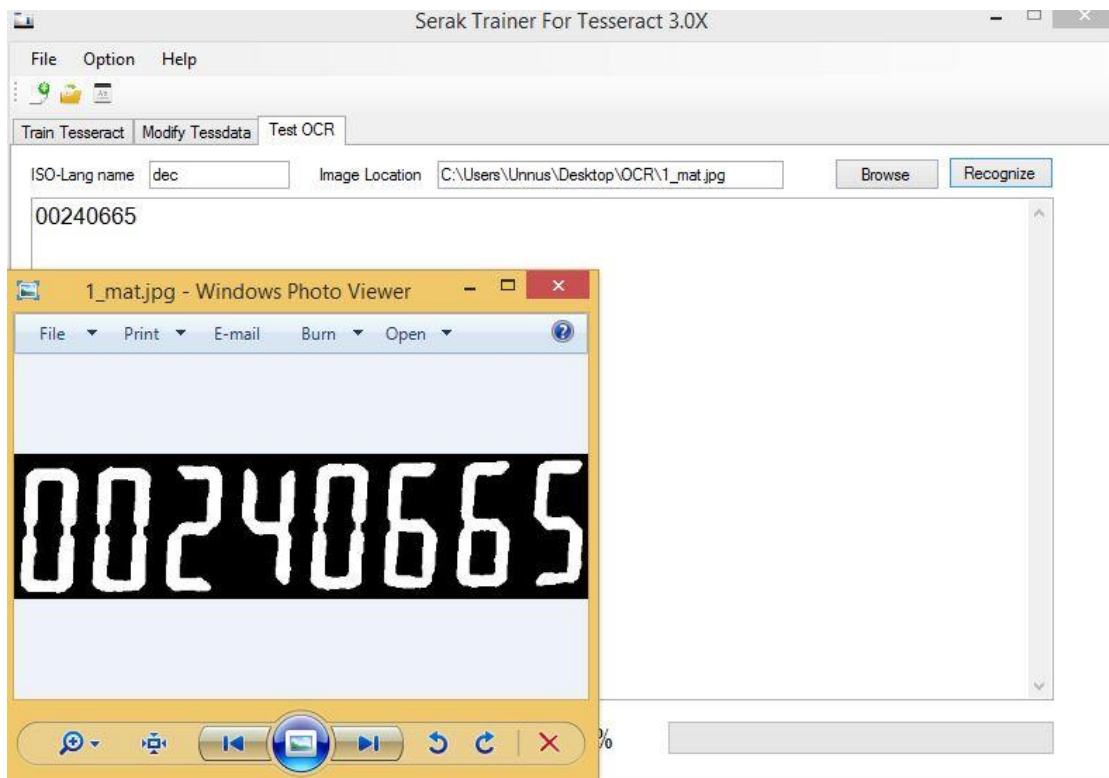 Serak Trainer For Tesseract 3.0X
File Option Help
Train Tesseract Modify Tessdata Test OCR
ISO-Lang name dec Image Location C:\Users\Unnus\Desktop\OCR\1_mat.jpg Browse Recognize
00240665
1_mat.jpg - Windows Photo Viewer
File Print E-mail Burn Open
00240665
%